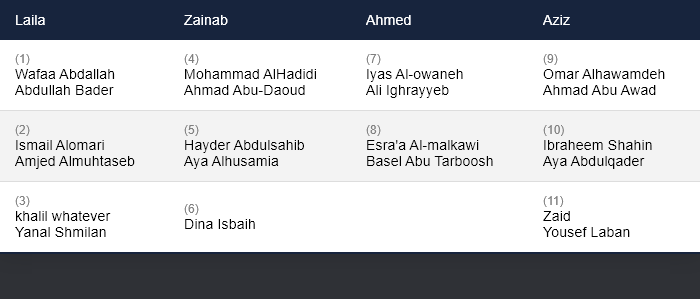 Laila Zainab Ahmed Aziz
(1) (4) (7) (9)
Wafaa Abdallah Mohammad AlHadidi Iyas Al-owaneh Omar Alhawamdeh
Abdullah Bader Ahmad Abu-Daoud Ali Ighrayyeb Ahmad Abu Awad
(2) (5) (8) (10)
Ismail Alomari Hayder Abdulsahib Esra'a Al-malkawi Ibraheem Shahin
Amjed Almuhtaseb Aya Alhusamia Basel Abu Tarboosh Aya Abdulqader
(3) (11)
khalil whatever (6) Zaid
Yanal Shmilan Dina Isbaih Yousef Laban